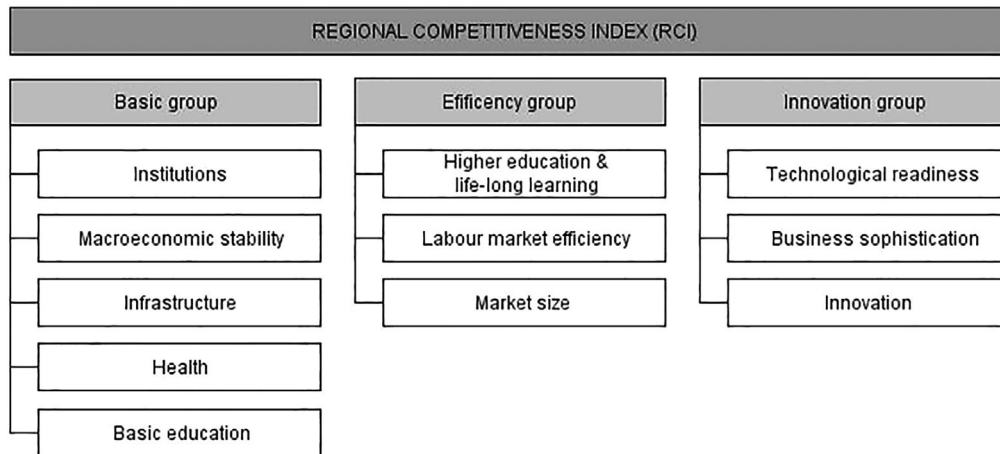 REGIONAL COMPETITIVENESS INDEX (RCI)
Basic group
Institutions
Macroeconomic stability
Infrastructure
Health
Basic education
Efificency group
Higher education &
life-long learning
Labour market efficiency
Market size
Innovation group
Technological readiness
Business sophistication
Innovation